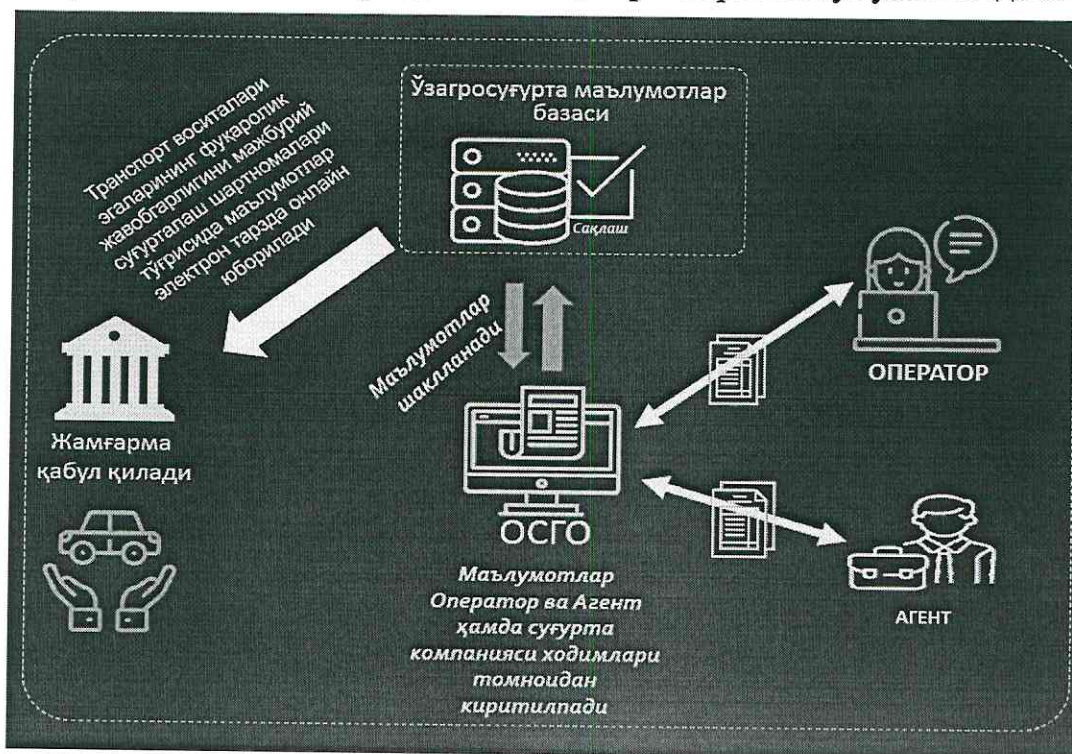 Ўзагросуғурта маълумотлар
базаси
Сақлаш
Транспорт воситалари
эгаларининг фуқаролик
жавобгарлигини мажбурий
суғурталаш шартномалари
тўғрисида маълумотлар
электрон тарзда онлайн
юборилади
Маълумотлар
шаклланади
ОПЕРАТОР
Жамғарма
қабул қилади
ОСГО
Маълумотлар
Оператор ва Агент
ҳамда суғурта
компанияси ходимлари
томноидан
киритилпади
АГЕНТ